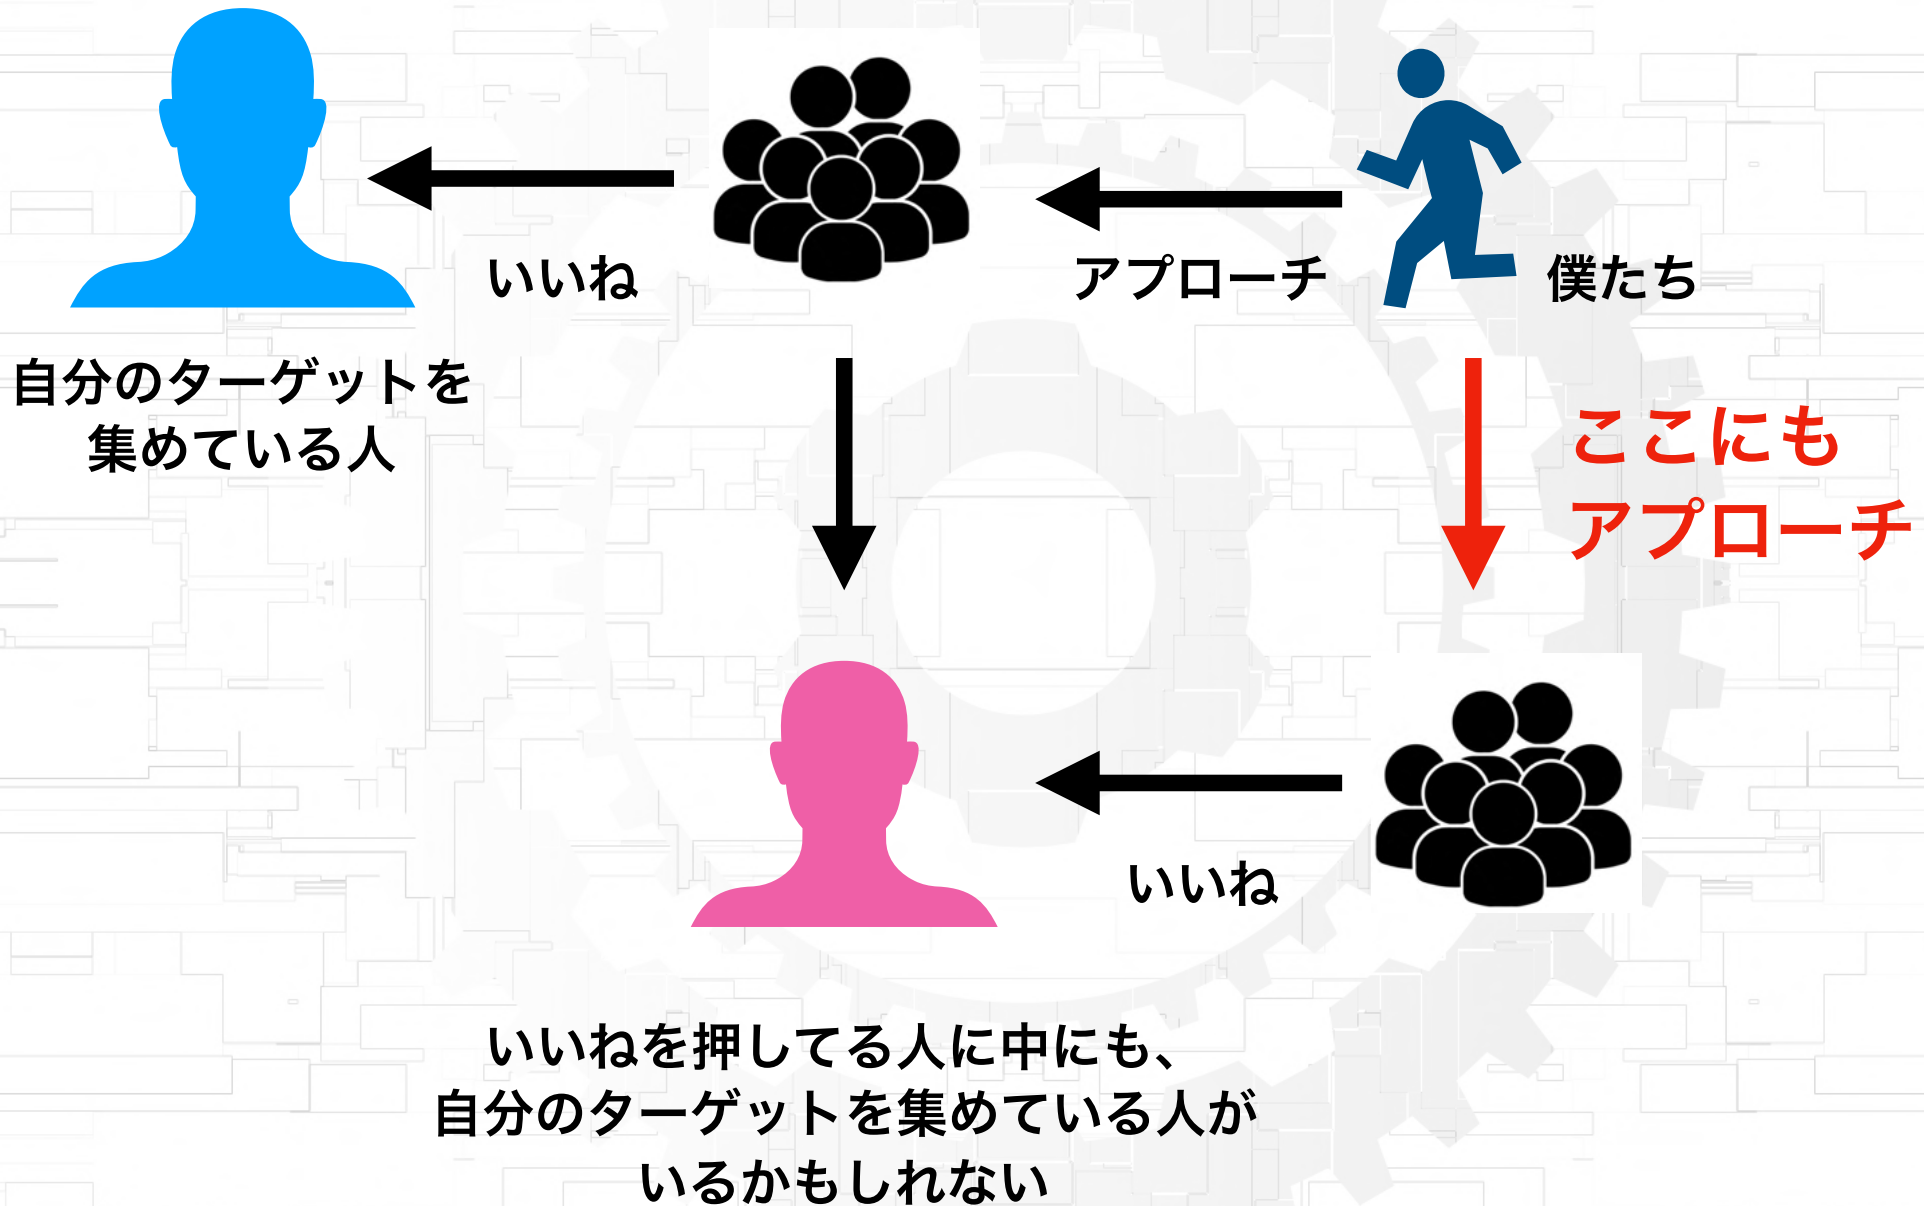 いいね
アプローチ
僕たち
自分のターゲットを
集めている人
ここにも
アプローチ
いいね
いいねを押してる人に中にも、
自分のターゲットを集めている人が
いるかもしれない